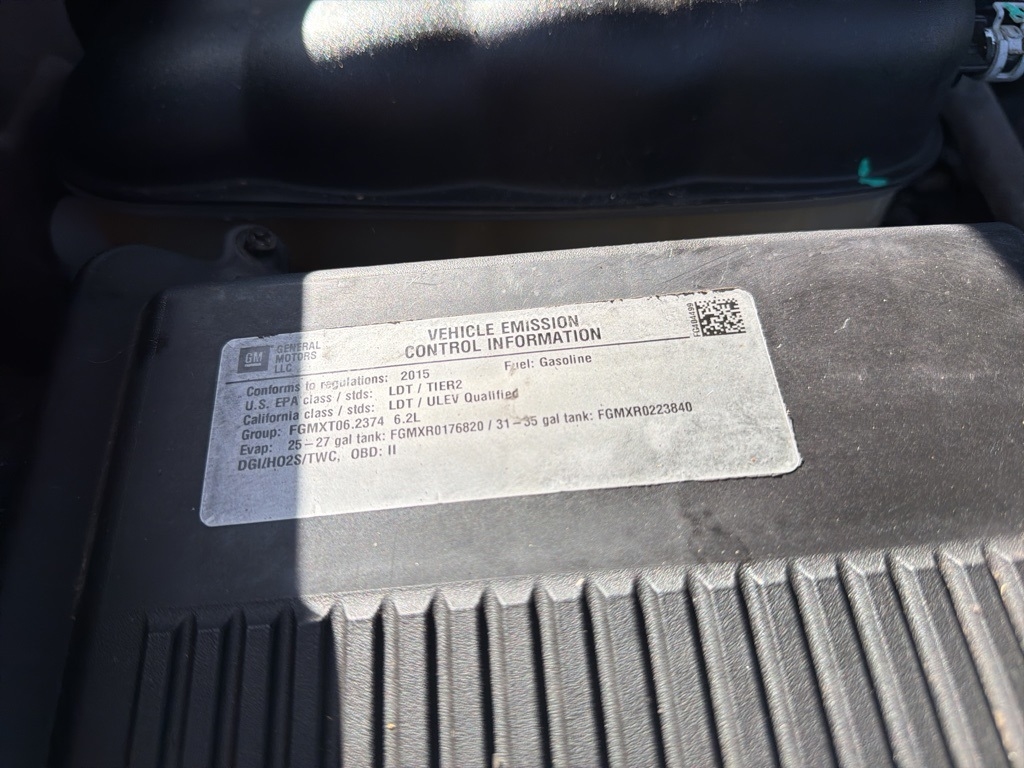 GM
GENERAL
MOTORS
LLC
VEHICLE EMISSION
CONTROL INFORMATION
Conforms to regulations: 2015 Fuel: Gasoline
U.S. EPA class / stds: LDT / TIER2
California class / stds: LDT / ULEV Qualified
Group: FGMXT06.2374 6.2L
Evap: 25–27 gal tank: FGMXR0176820 / 31–35 gal tank: FGMXR0223840
DGI/HO2S/TWC, OBD: II